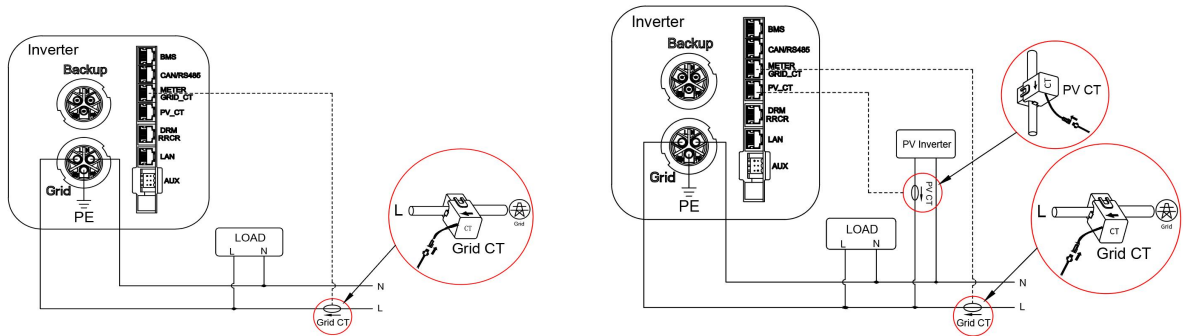 Inverter
Backup
BMS
CAN/RS485
METER
GRID_CT
PV_CT
DRM
RRCR
LAN
AUX
Grid
PE
LOAD
L N
N
L
Grid CT
L
CT
Grid
Grid CT
Inverter
Backup
BMS
CAN/RS485
METER
GRID_CT
PV_CT
DRM
RRCR
LAN
AUX
Grid
PE
PV Inverter
PV CT
LOAD
L N
N
L
Grid CT
CT
PV CT
L
CT
Grid
Grid CT